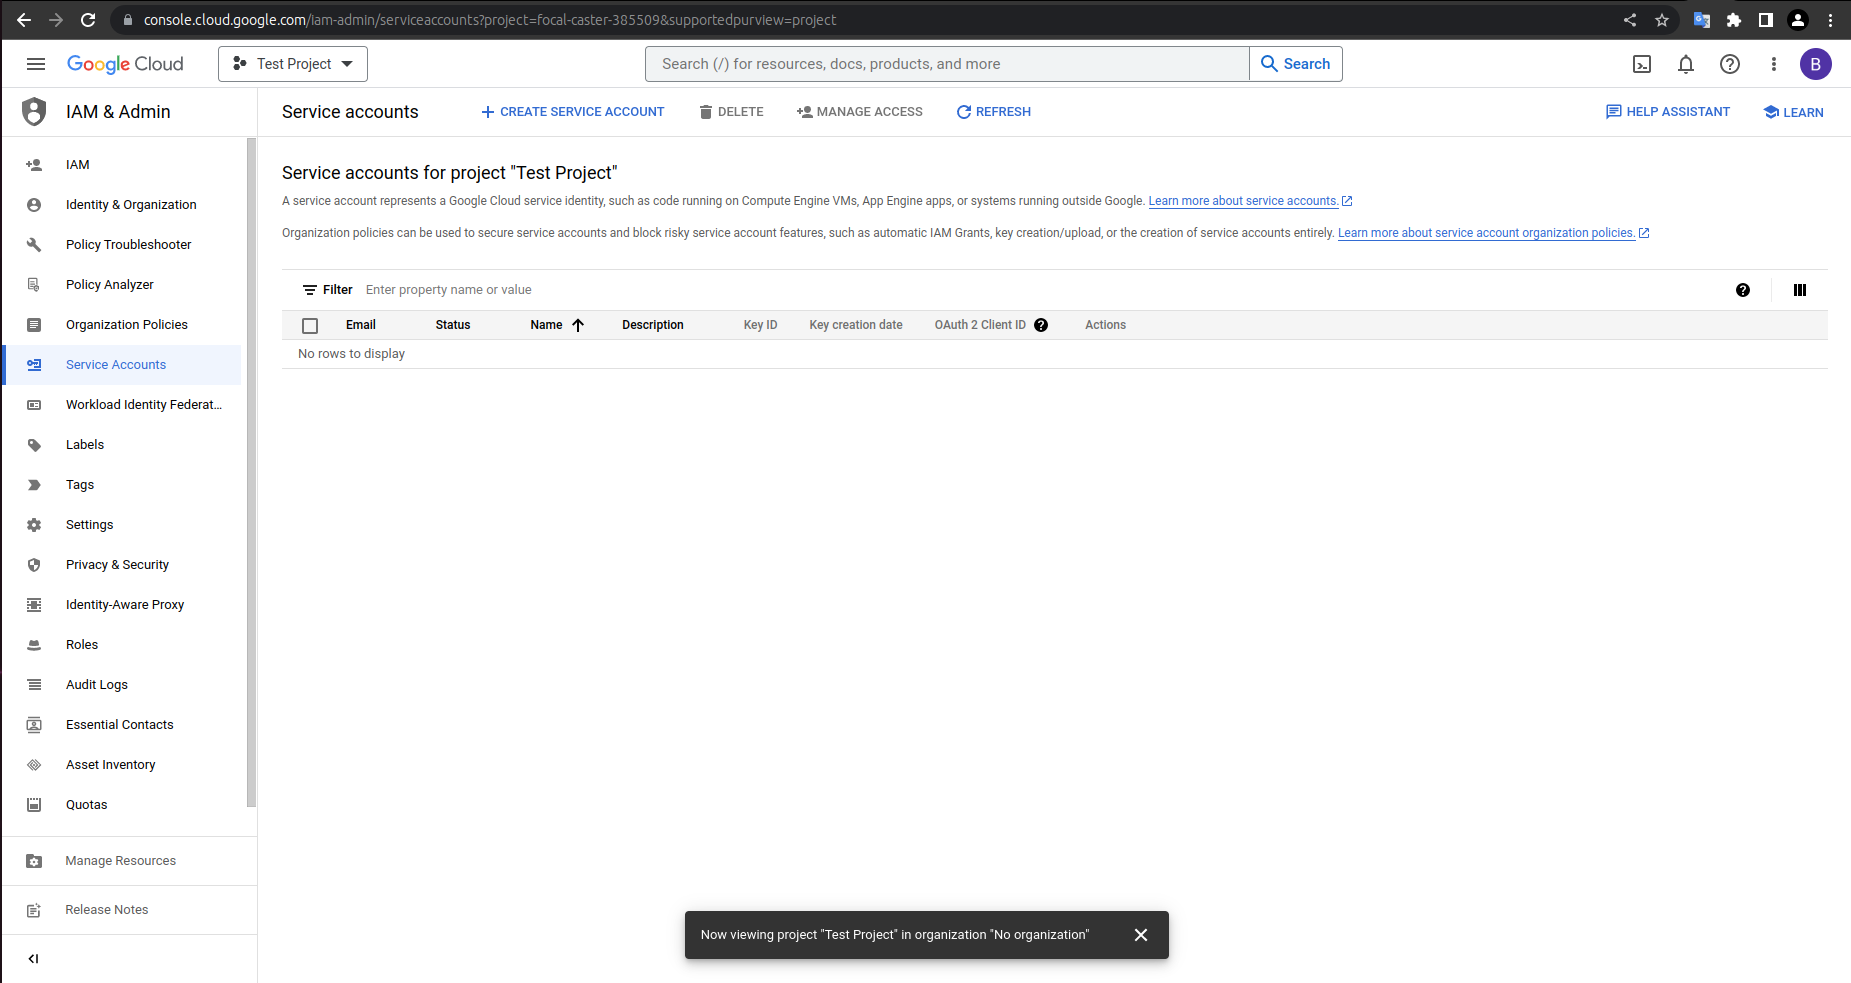 console.cloud.google.com/iam-admin/serviceaccounts?project=focal-caster-385509&supportedpurview=project
Google Cloud
Test Project
Search (/) for resources, docs, products, and more
Search
B
IAM & Admin
Service accounts
CREATE SERVICE ACCOUNT
DELETE
MANAGE ACCESS
REFRESH
HELP ASSISTANT
LEARN
IAM
Identity & Organization
Policy Troubleshooter
Policy Analyzer
Organization Policies
Service Accounts
Workload Identity Federat...
Labels
Tags
Settings
Privacy & Security
Identity-Aware Proxy
Roles
Audit Logs
Essential Contacts
Asset Inventory
Quotas
Manage Resources
Release Notes
Service accounts for project "Test Project"
A service account represents a Google Cloud service identity, such as code running on Compute Engine VMs, App Engine apps, or systems running outside Google. Learn more about service accounts.
Organization policies can be used to secure service accounts and block risky service account features, such as automatic IAM Grants, key creation/upload, or the creation of service accounts entirely. Learn more about service account organization policies.
Filter Enter property name or value
Email Status Name Description Key ID Key creation date OAuth 2 Client ID Actions
No rows to display
Now viewing project "Test Project" in organization "No organization"